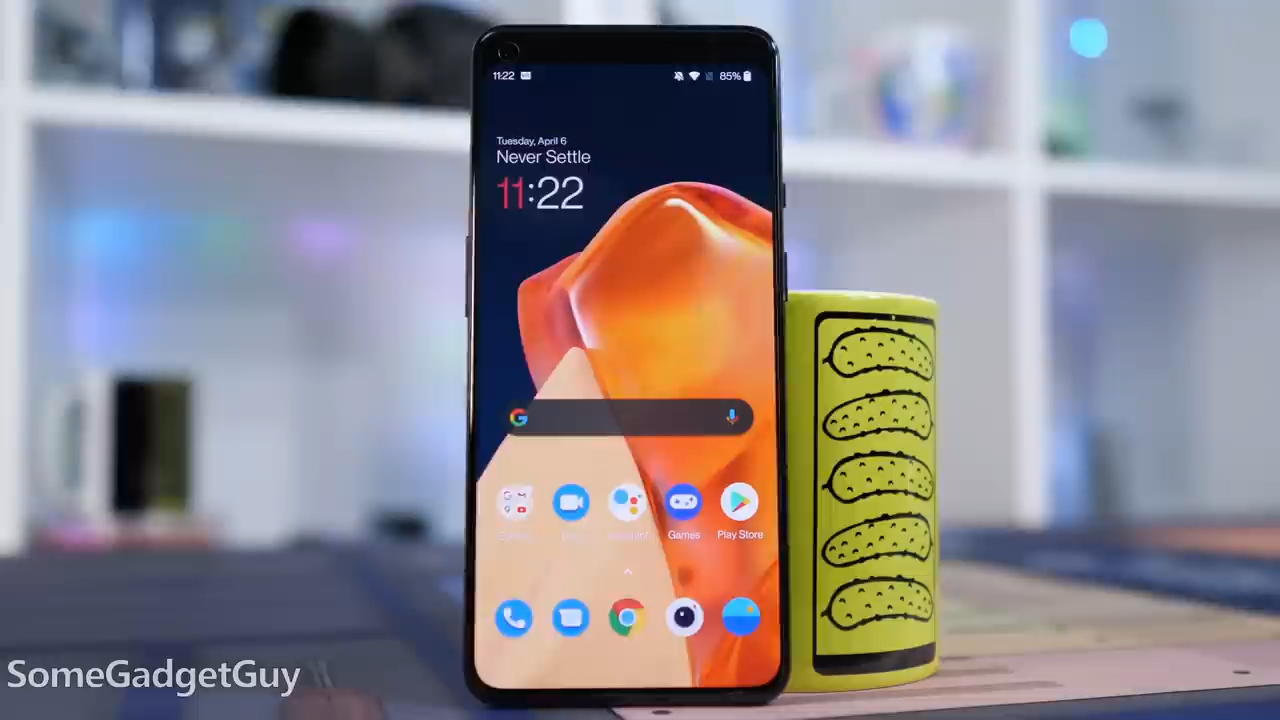 11:22
85%
Tuesday, April 6
Never Settle
11:22
Games
Play Store
SomeGadgetGuy